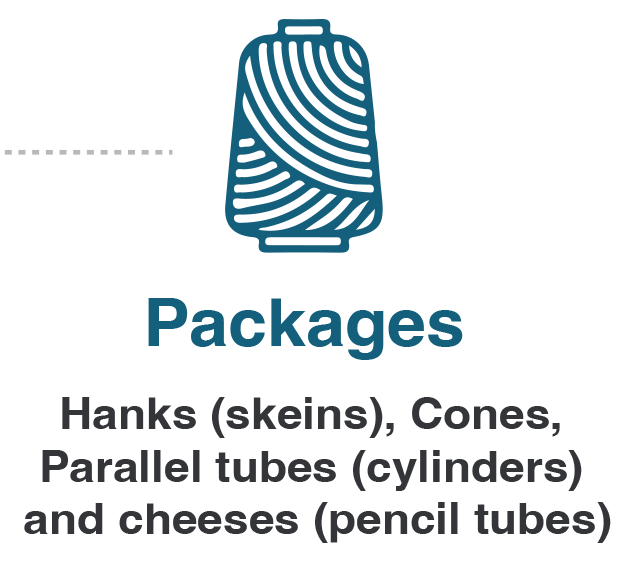 Packages
Hanks (skeins), Cones,
Parallel tubes (cylinders)
and cheeses (pencil tubes)